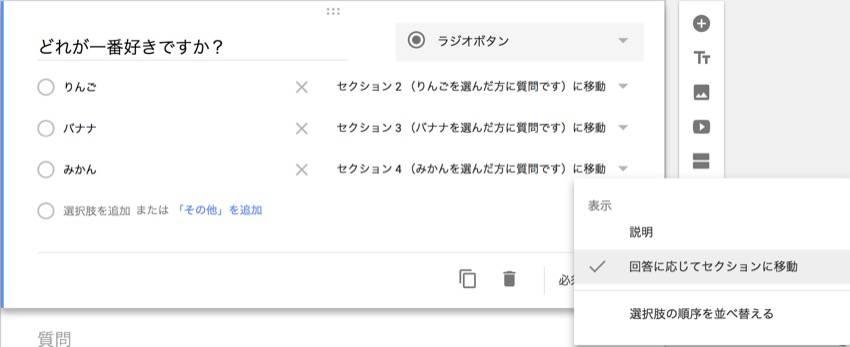 どれが一番好きですか？
ラジオボタン
りんご
セクション 2 （りんごを選んだ方に質問です）に移動
バナナ
セクション 3 （バナナを選んだ方に質問です）に移動
みかん
セクション 4 （みかんを選んだ方に質問です）に移動
選択肢を追加 または 「その他」を追加
Tт
表示
説明
回答に応じてセクションに移動
選択肢の順序を並べ替える
質問